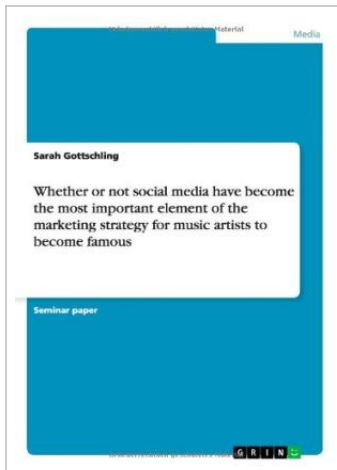 Media
Sarah Gottschling
Whether or not social media have become
the most important element of the
marketing strategy for music artists to
become famous
Seminar paper
GRIN